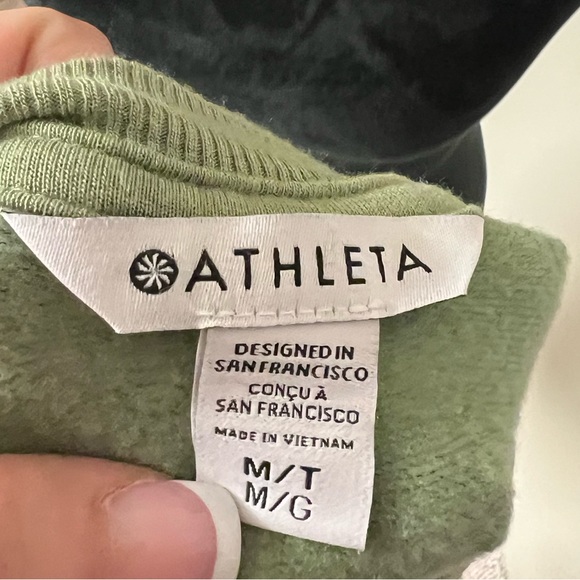 ATHLETA
DESIGNED IN
SAN FRANCISCO
CONÇU À
SAN FRANCISCO
MADE IN VIETNAM
M/T
M/G